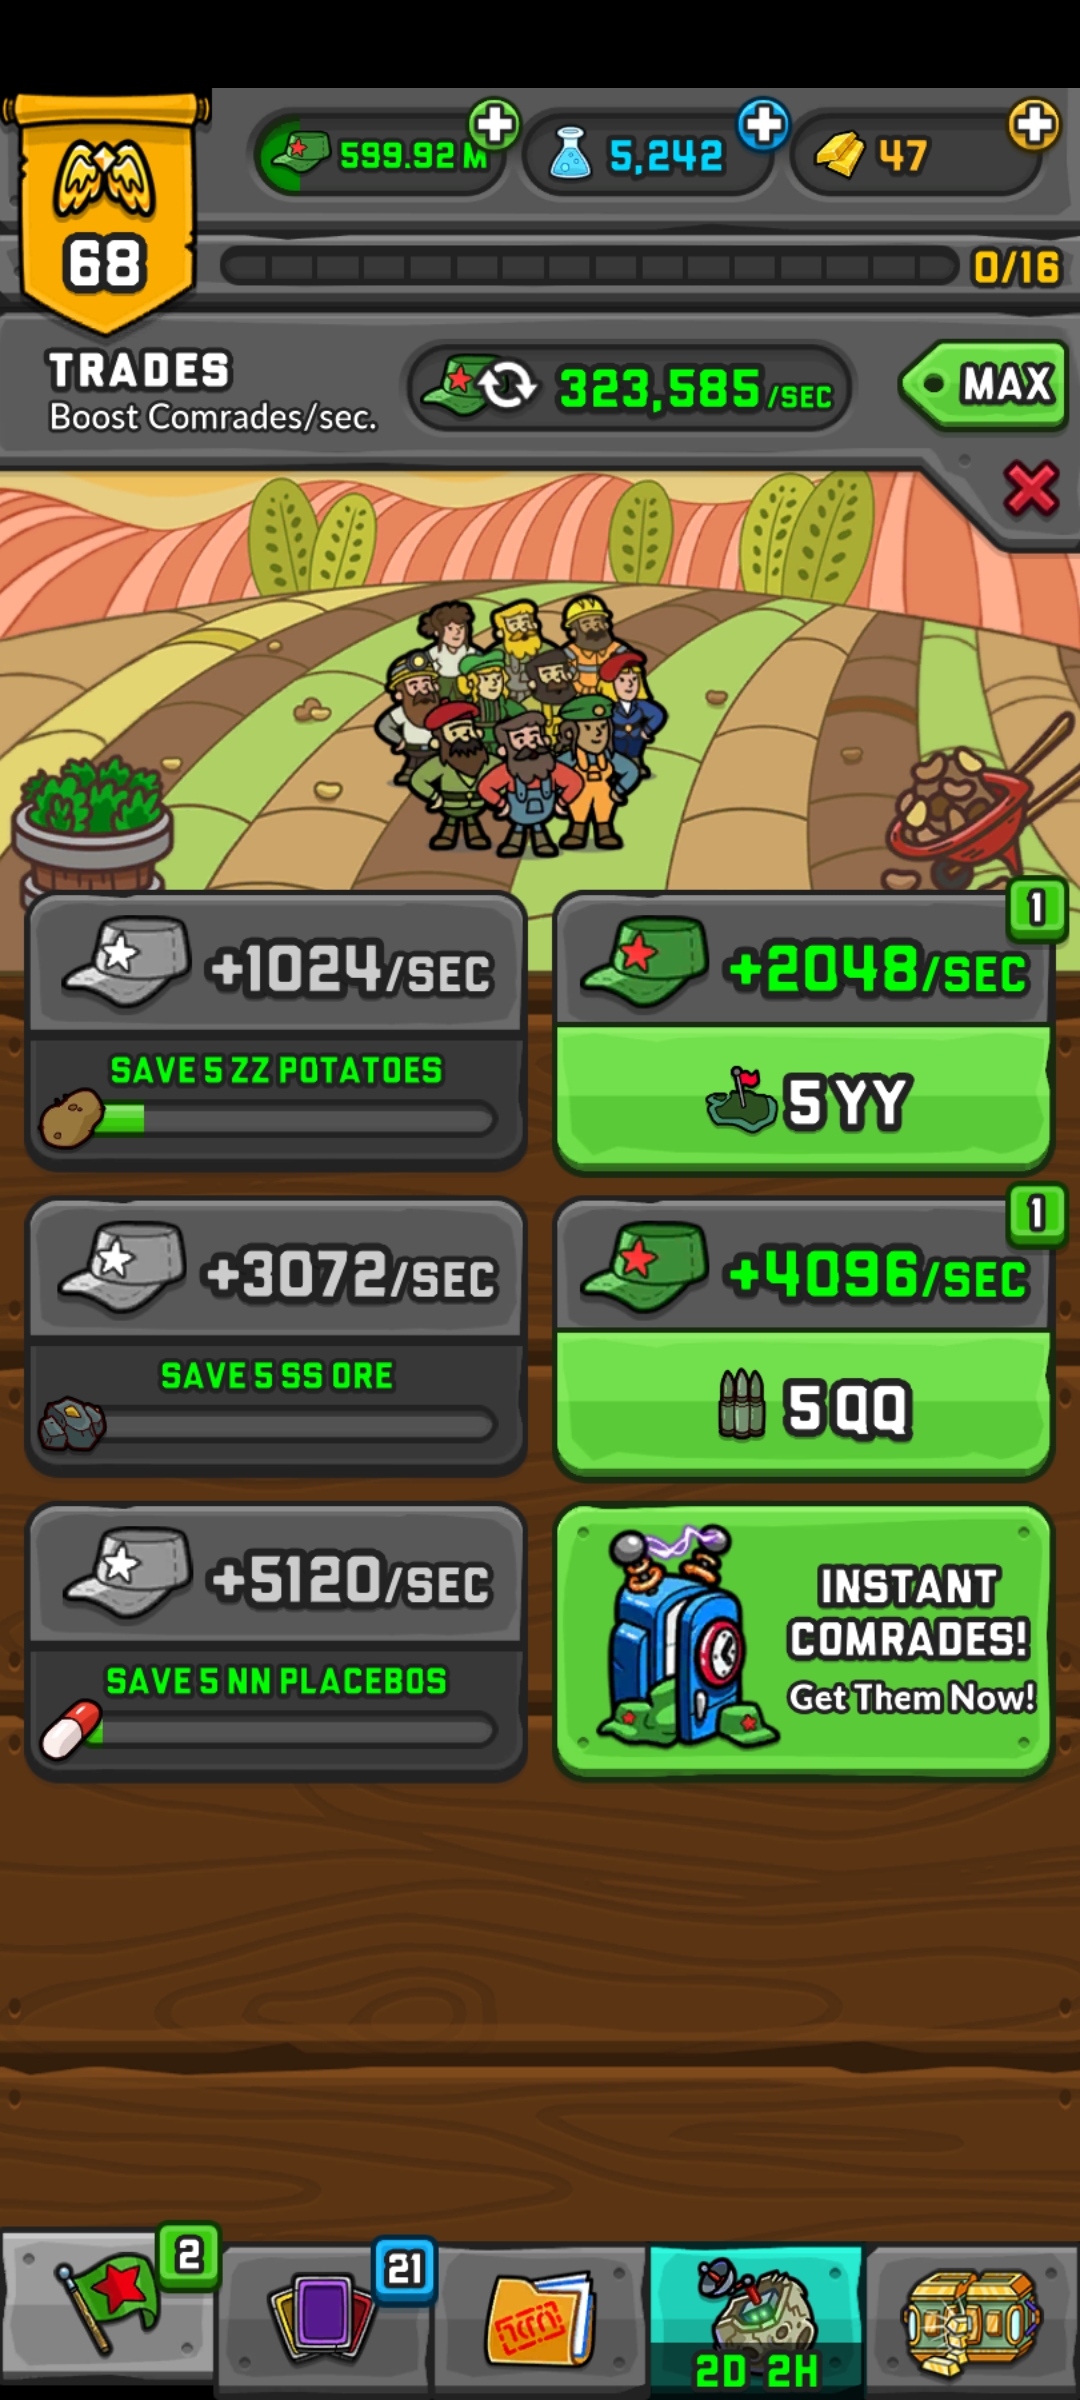 599.92 M
5,242
47
68
0/16
TRADES
Boost Comrades/sec.
323,585/SEC
MAX
+1024/SEC
SAVE 5 ZZ POTATOES
1
+2048/SEC
5 YY
+3072/SEC
SAVE 5 SS ORE
1
+4096/SEC
5 QQ
+5120/SEC
SAVE 5 NN PLACEBOS
INSTANT
COMRADES!
Get Them Now!
2
21
2D 2H